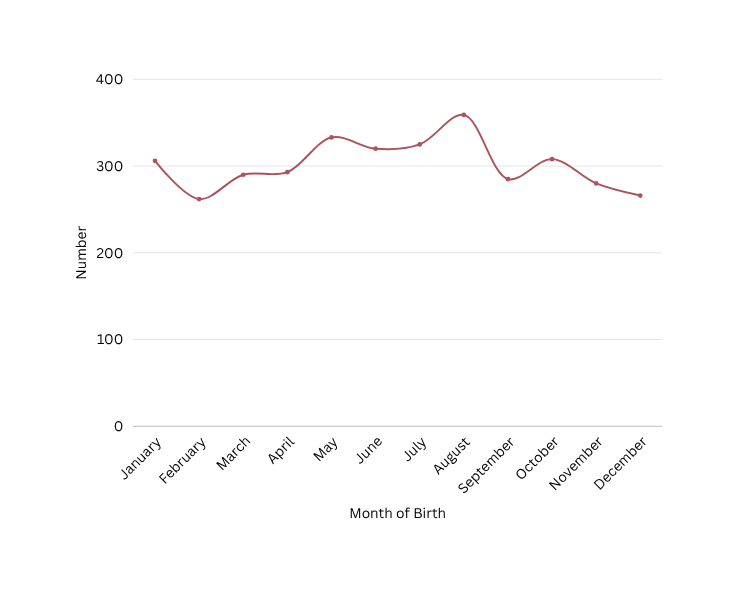 400
300
200
100
0
Number
January
February
March
April
May
June
July
August
September
October
November
December
Month of Birth